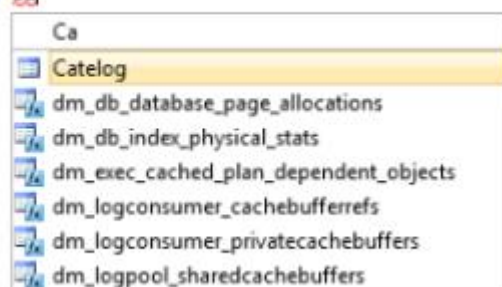 Ca
Catelog
dm_db_database_page_allocations
dm_db_index_physical_stats
dm_exec_cached_plan_dependent_objects
dm_logconsumer_cachebufferrefs
dm_logconsumer_privatecachebuffers
dm_logpool_sharedcachebuffers